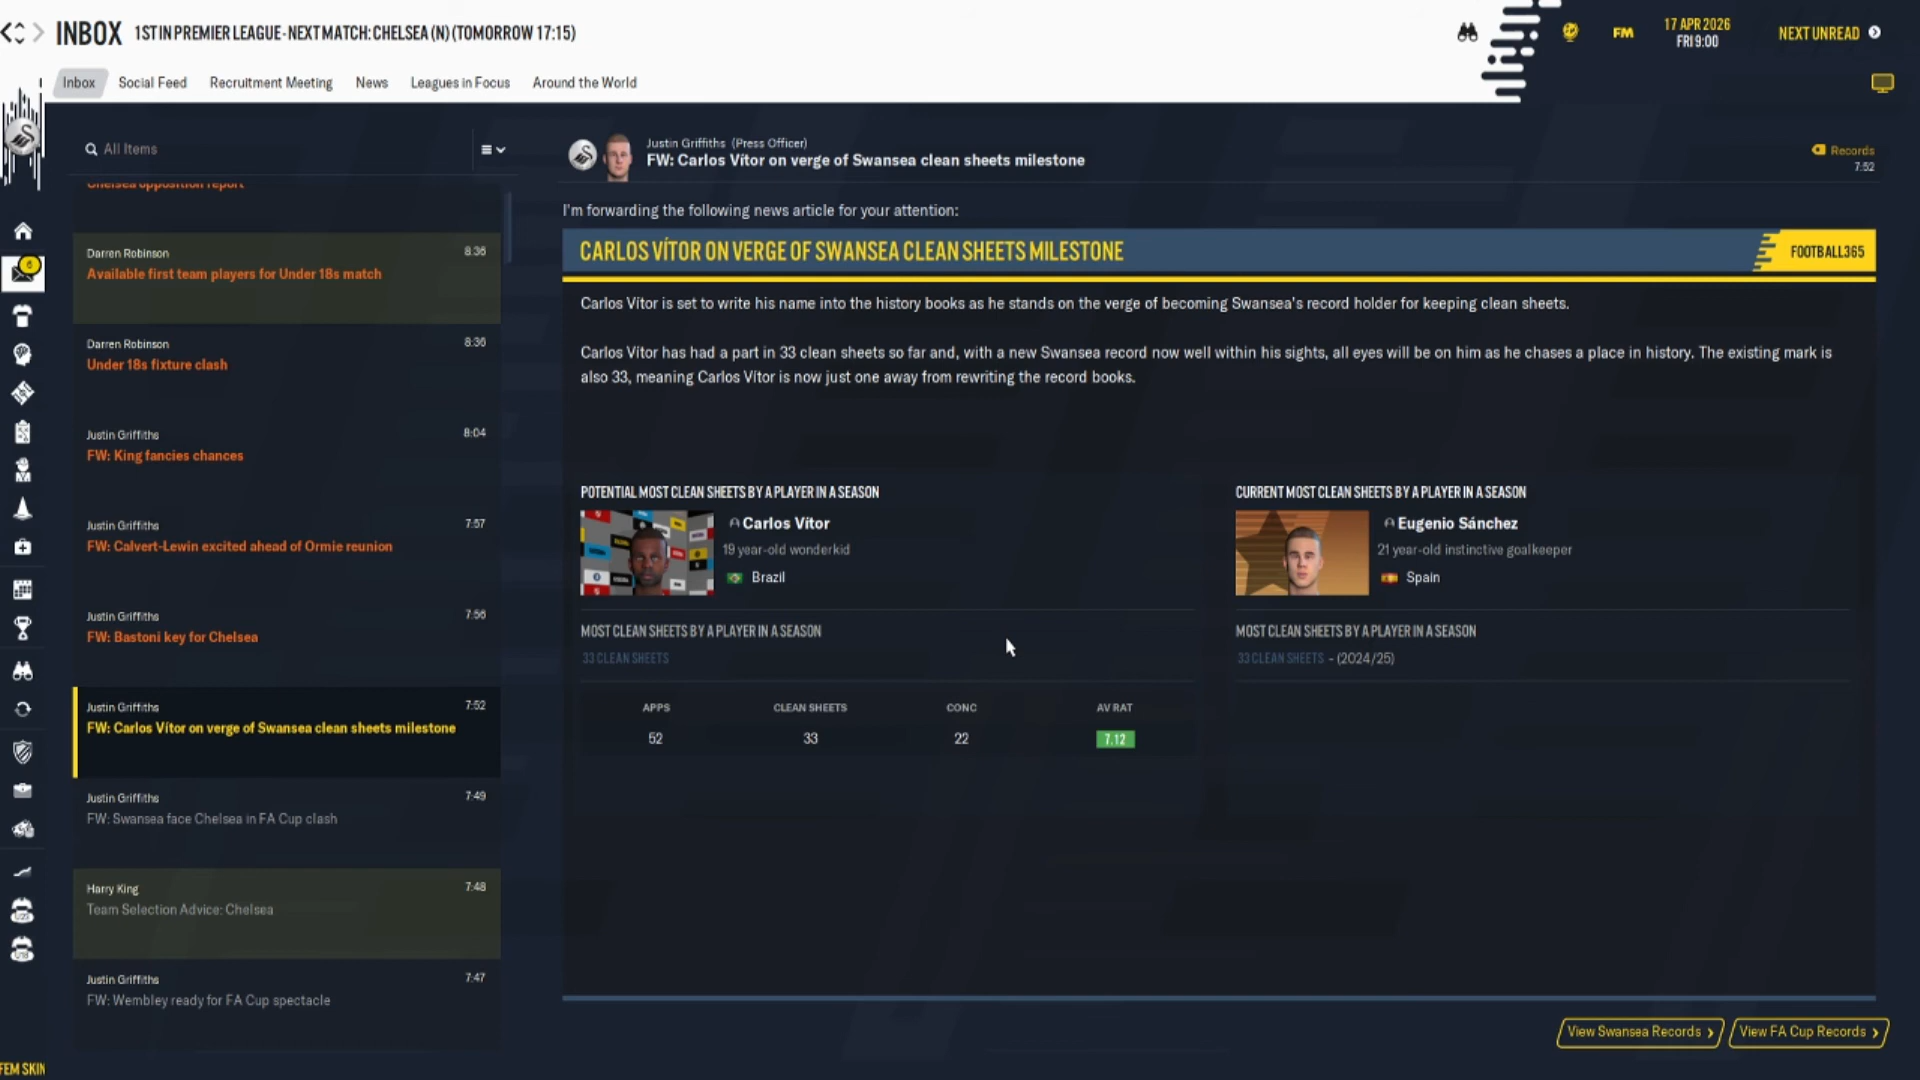 INBOX
1ST IN PREMIER LEAGUE - NEXT MATCH: CHELSEA (N) (TOMORROW 17:15)
FM
17 APR 2026
FRI 9:00
NEXT UNREAD
Inbox
Social Feed
Recruitment Meeting
News
Leagues in Focus
Around the World
All Items
Chelsea opposition report
Darren Robinson
8:36
Available first team players for Under 18s match
Darren Robinson
8:36
Under 18s fixture clash
Justin Griffiths
8:04
FW: King fancies chances
Justin Griffiths
7:57
FW: Calvert-Lewin excited ahead of Ormie reunion
Justin Griffiths
7:56
FW: Bastoni key for Chelsea
Justin Griffiths
7:52
FW: Carlos Vítor on verge of Swansea clean sheets milestone
Justin Griffiths
7:49
FW: Swansea face Chelsea in FA Cup clash
Harry King
7:48
Team Selection Advice: Chelsea
Justin Griffiths
7:47
FW: Wembley ready for FA Cup spectacle
6
U23
U18
FEM SKIN
Justin Griffiths (Press Officer)
FW: Carlos Vítor on verge of Swansea clean sheets milestone
Records
7:52
I'm forwarding the following news article for your attention:
CARLOS VÍTOR ON VERGE OF SWANSEA CLEAN SHEETS MILESTONE
FOOTBALL365
Carlos Vítor is set to write his name into the history books as he stands on the verge of becoming Swansea's record holder for keeping clean sheets.
Carlos Vítor has had a part in 33 clean sheets so far and, with a new Swansea record now well within his sights, all eyes will be on him as he chases a place in history. The existing mark is
also 33, meaning Carlos Vítor is now just one away from rewriting the record books.
POTENTIAL MOST CLEAN SHEETS BY A PLAYER IN A SEASON
Carlos Vítor
19 year-old wonderkid
Brazil
MOST CLEAN SHEETS BY A PLAYER IN A SEASON
33 CLEAN SHEETS
APPS CLEAN SHEETS CONC AV RAT
52 33 22 7.12
CURRENT MOST CLEAN SHEETS BY A PLAYER IN A SEASON
Eugenio Sánchez
21 year-old instinctive goalkeeper
Spain
MOST CLEAN SHEETS BY A PLAYER IN A SEASON
33 CLEAN SHEETS - (2024/25)
View Swansea Records
View FA Cup Records